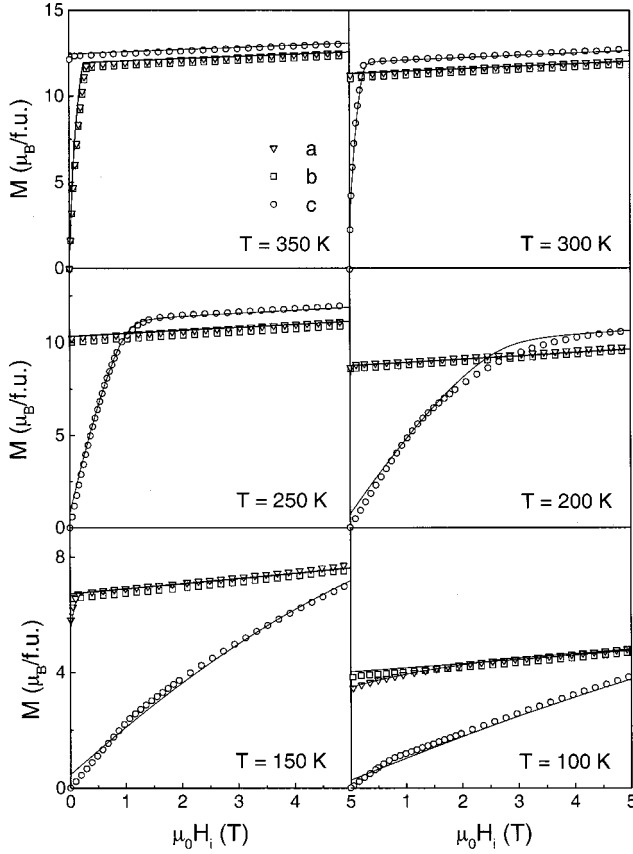 15
10
5
0
M (μB/f.u.)
a
b
c
T = 350 K
T = 300 K
10
5
0
M (μB/f.u.)
T = 250 K
T = 200 K
8
4
0
M (μB/f.u.)
T = 150 K
T = 100 K
0 1 2 3 4 5 1 2 3 4 5
μ0Hi (T) μ0Hi (T)